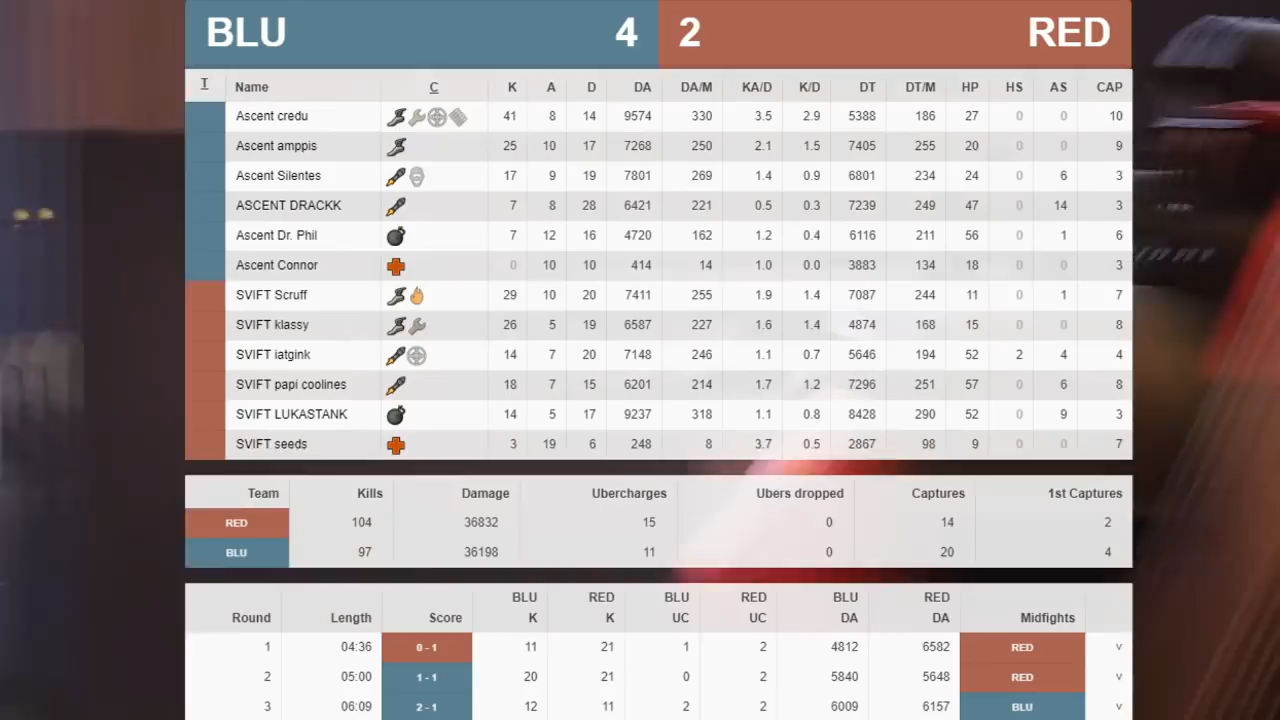 BLU 4 2 RED
T Name C K A D DA DA/M KA/D K/D DT DT/M HP HS AS CAP
Ascent credu 41 8 14 9574 330 3.5 2.9 5388 186 27 0 0 10
Ascent amppis 25 10 17 7268 250 2.1 1.5 7405 255 20 0 0 9
Ascent Silentes 17 9 19 7801 269 1.4 0.9 6801 234 24 0 6 3
ASCENT DRACKK 7 8 28 6421 221 0.5 0.3 7239 249 47 0 14 3
Ascent Dr. Phil 7 12 16 4720 162 1.2 0.4 6116 211 56 0 1 6
Ascent Connor 0 10 10 414 14 1.0 0.0 3883 134 18 0 0 3
SVIFT Scruff 29 10 20 7411 255 1.9 1.4 7087 244 11 0 1 7
SVIFT klassy 26 5 19 6587 227 1.6 1.4 4874 168 15 0 0 8
SVIFT iatgink 14 7 20 7148 246 1.1 0.7 5646 194 52 2 4 4
SVIFT papi coolines 18 7 15 6201 214 1.7 1.2 7296 251 57 0 6 8
SVIFT LUKASTANK 14 5 17 9237 318 1.1 0.8 8428 290 52 0 9 3
SVIFT seeds 3 19 6 248 8 3.7 0.5 2867 98 9 0 0 7
Team Kills Damage Ubercharges Ubers dropped Captures 1st Captures
RED 104 36832 15 0 14 2
BLU 97 36198 11 0 20 4
BLU RED BLU RED BLU RED
Round Length Score K K UC UC DA DA Midfights
1 04:36 0 - 1 11 21 1 2 4812 6582 RED v
2 05:00 1 - 1 20 21 0 2 5840 5648 RED v
3 06:09 2 - 1 12 11 2 2 6009 6157 BLU v